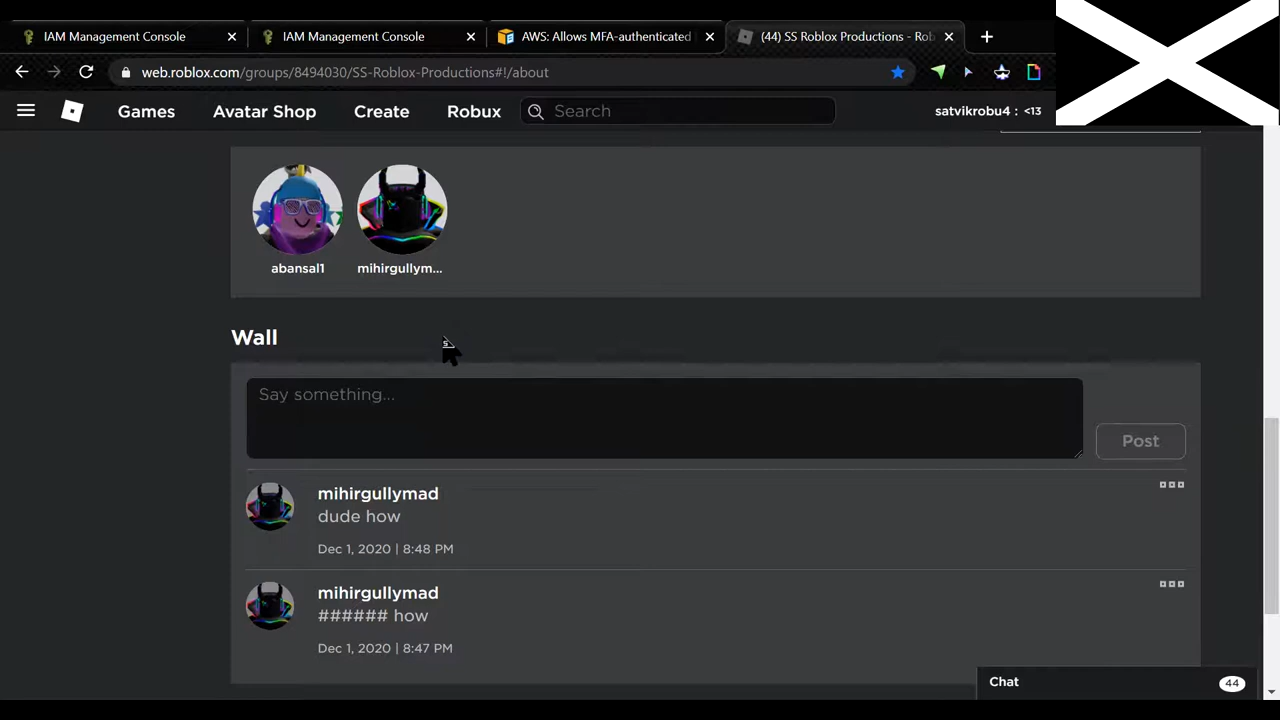 IAM Management Console
IAM Management Console
AWS: Allows MFA-authenticated
(44) SS Roblox Productions - Rob
web.roblox.com/groups/8494030/SS-Roblox-Productions#!/about
Games
Avatar Shop
Create
Robux
Search
satvikrobu4 : <13
abansal1
mihirgullym...
Wall
Say something...
Post
mihirgullymad
dude how
Dec 1, 2020 | 8:48 PM
mihirgullymad
###### how
Dec 1, 2020 | 8:47 PM
Chat
44